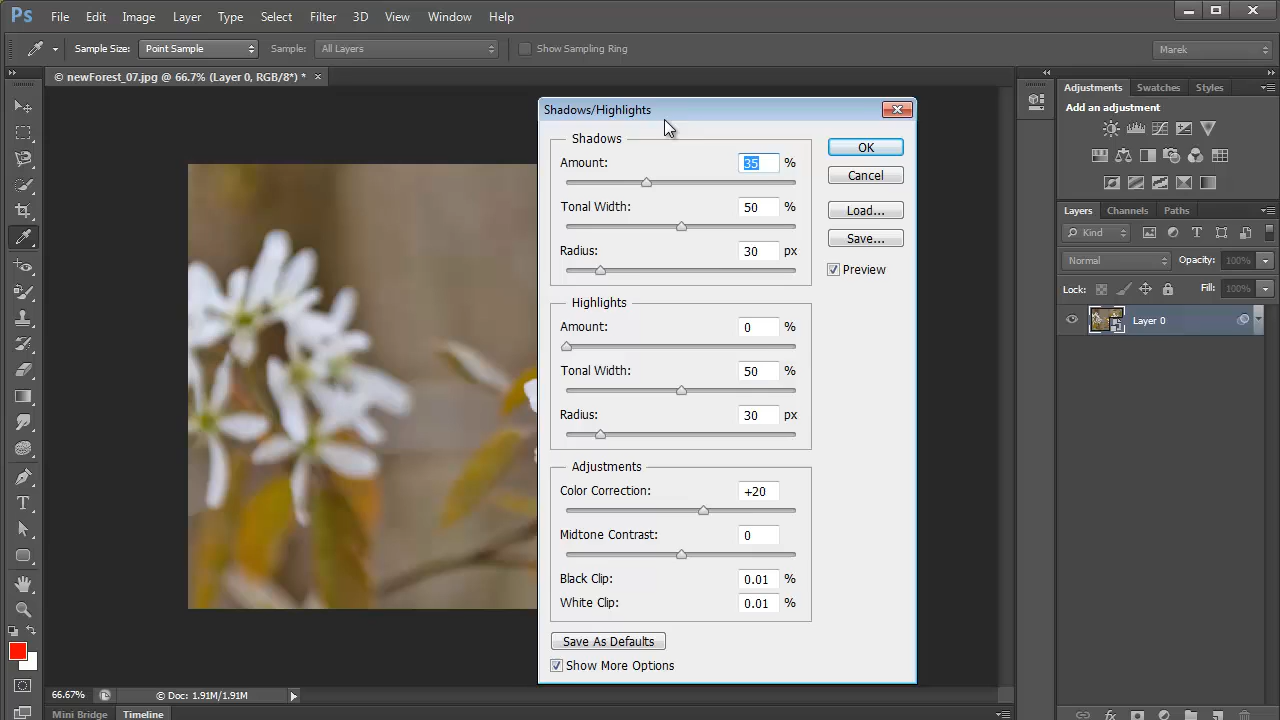 Ps File Edit Image Layer Type Select Filter 3D View Window Help
Sample Size: Point Sample Sample: All Layers Show Sampling Ring Marek
© newForest_07.jpg @ 66.7% (Layer 0, RGB/8*) * ×
Shadows/Highlights
Shadows
Amount: 35 %
Tonal Width: 50 %
Radius: 30 px
Highlights
Amount: 0 %
Tonal Width: 50 %
Radius: 30 px
Adjustments
Color Correction: +20
Midtone Contrast: 0
Black Clip: 0.01 %
White Clip: 0.01 %
Save As Defaults
Show More Options
OK
Cancel
Load...
Save...
Preview
Adjustments Swatches Styles
Add an adjustment
Layers Channels Paths
Kind
Normal Opacity: 100%
Lock: Fill: 100%
Layer 0
fx
66.67% © Doc: 1.91M/1.91M
Mini Bridge Timeline